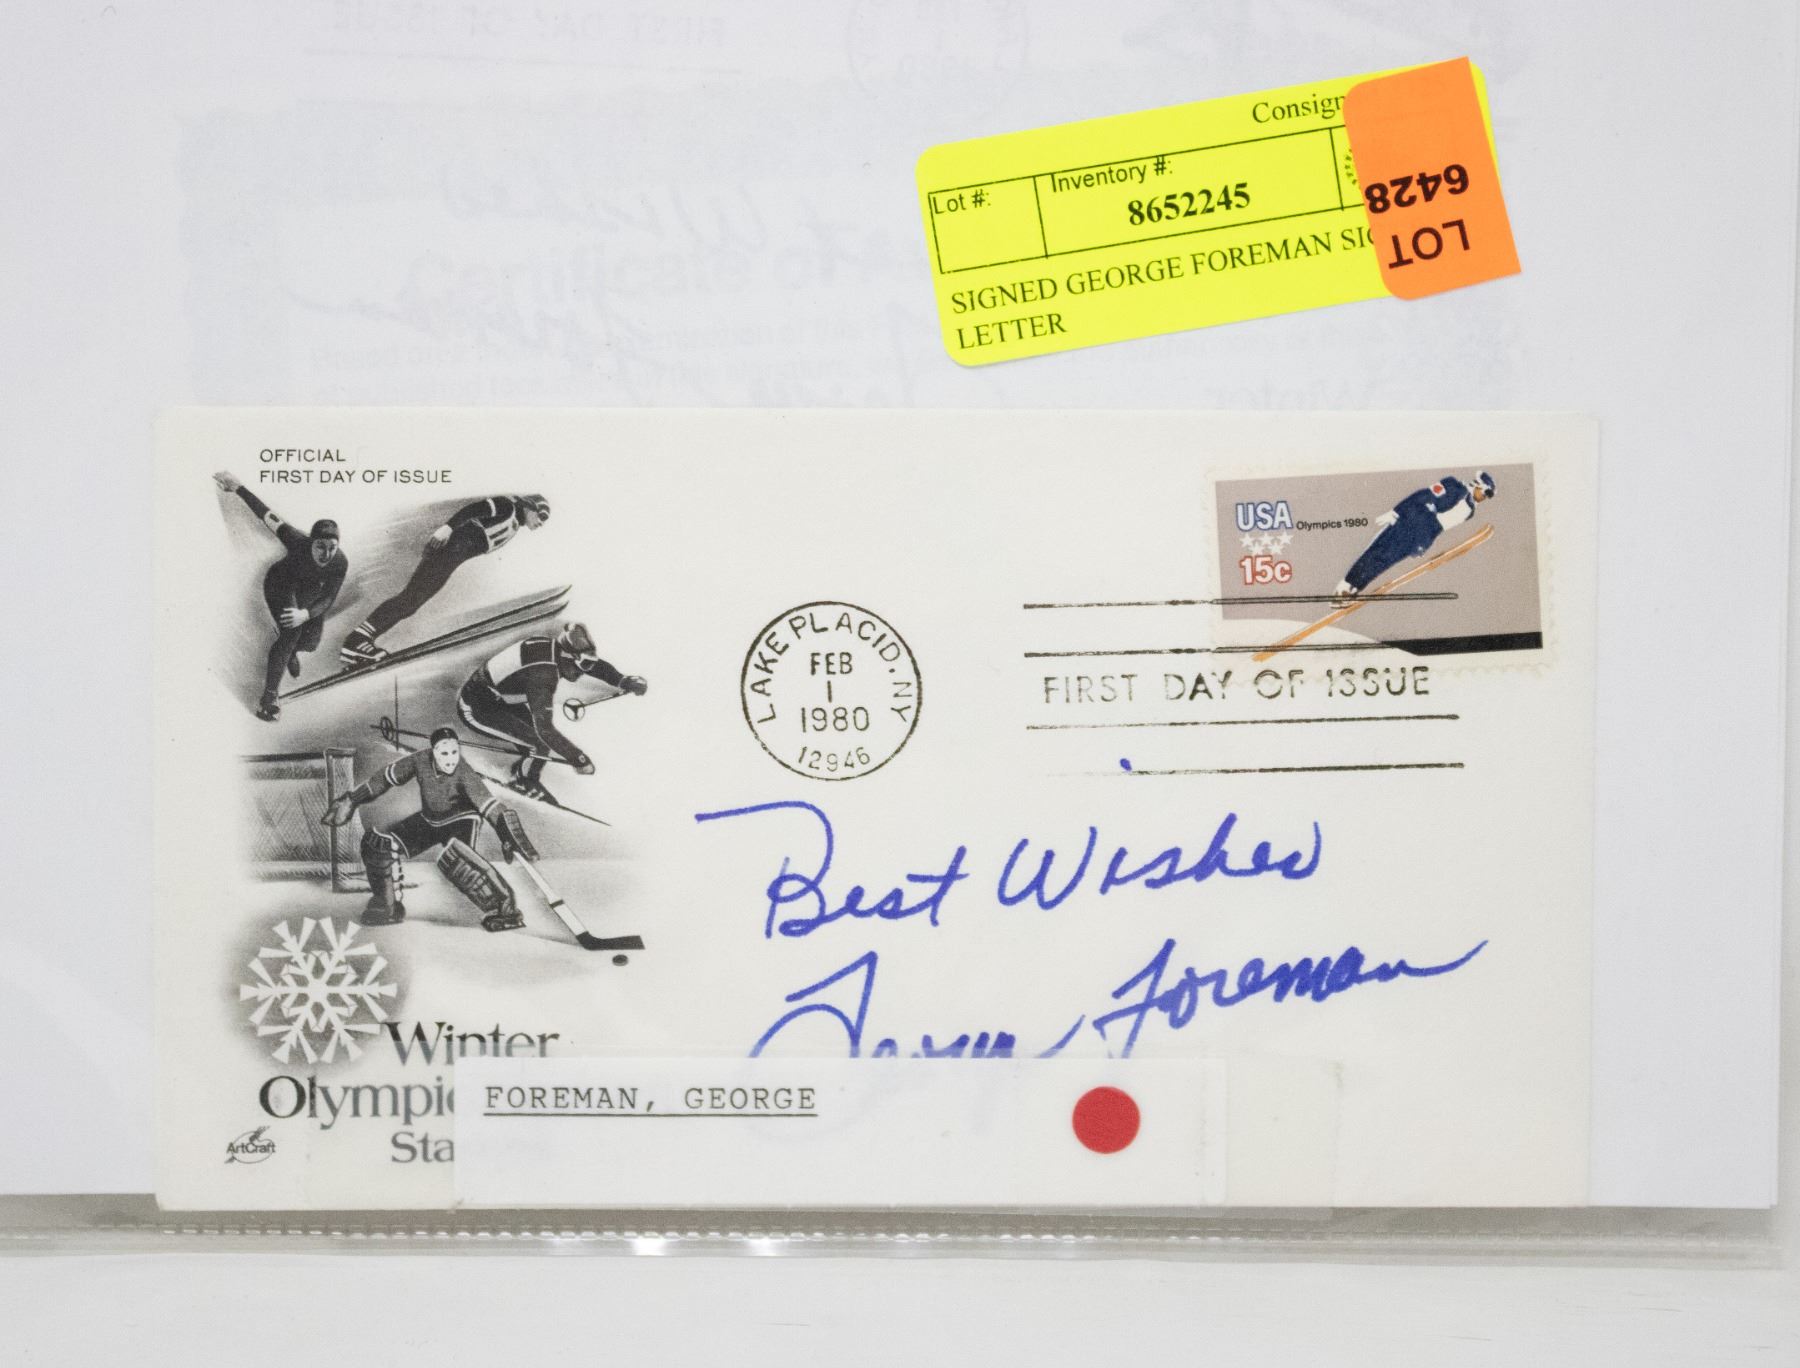 Consign
Lot #:
Inventory #:
8652245
SIGNED GEORGE FOREMAN SIG
LETTER
LOT
6428
OFFICIAL
FIRST DAY OF ISSUE
USA
Olympics 1980
15c
LAKE PLACID, NY
FEB
1
1980
12946
FIRST DAY OF ISSUE
Best Wishes
George Foreman
Winter
Olympic
Sta
ArtCraft
FOREMAN, GEORGE